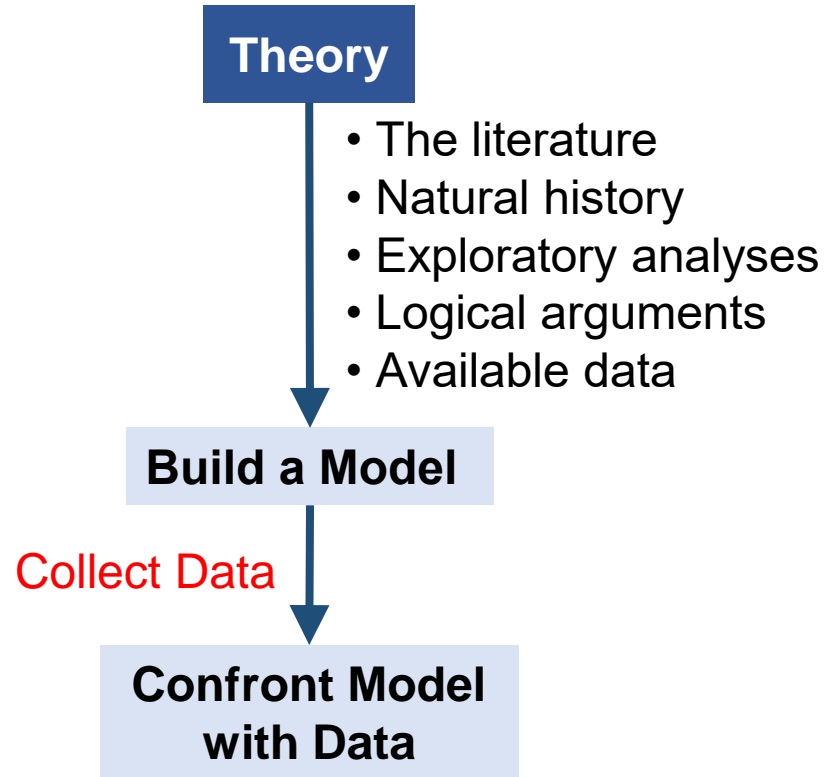 Theory
• The literature
• Natural history
• Exploratory analyses
• Logical arguments
• Available data
Build a Model
Collect Data
Confront Model
with Data